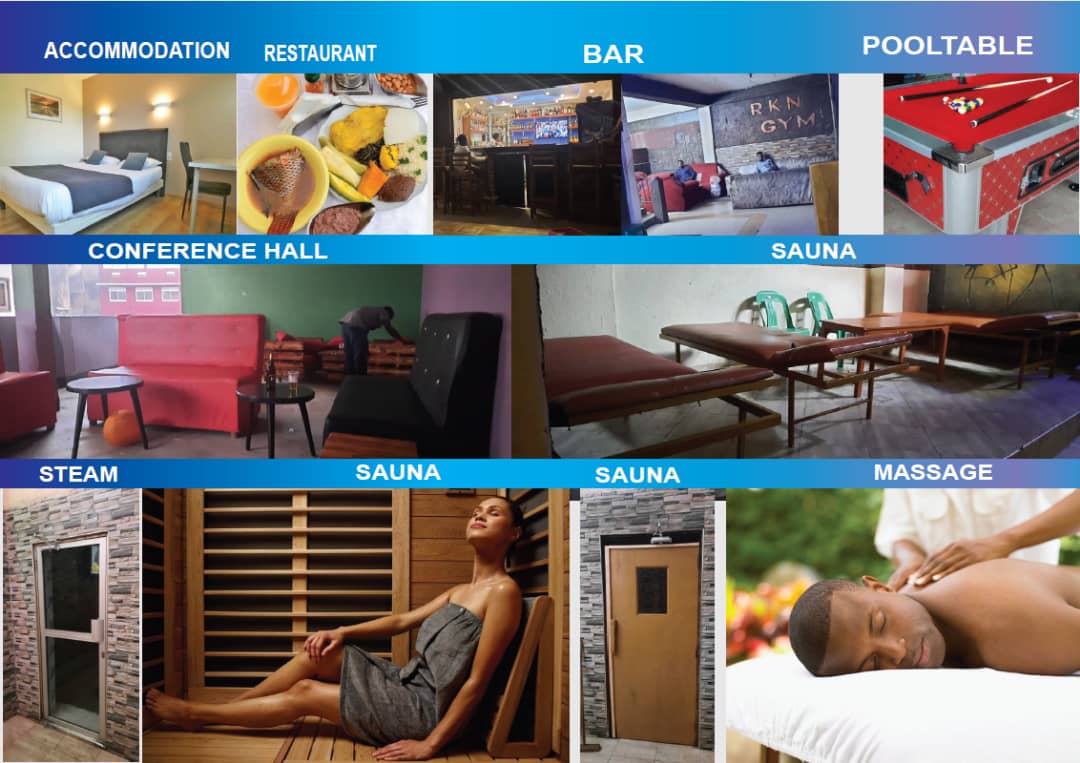 ACCOMMODATION
RESTAURANT
BAR
POOLTABLE
RKN
GYM
CONFERENCE HALL
SAUNA
STEAM
SAUNA
SAUNA
MASSAGE